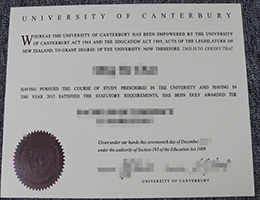 UNIVERSITY OF CANTERBURY
WHEREAS THE UNIVERSITY OF CANTERBURY HAS BEEN EMPOWERED BY THE UNIVERSITY
OF CANTERBURY ACT 1961 AND THE EDUCATION ACT 1989, ACTS OF THE LEGISLATURE OF
NEW ZEALAND, TO GRANT DEGREE OF THE UNIVERSITY: NOW THEREFORE THIS IS TO CERTIFY THAT
HAVING PURSUED THE COURSE OF STUDY PRESCRIBED IN THE UNIVERSITY AND HAVING IN
THE YEAR 2015 SATISFIED THE STATUTORY REQUIREMENTS, HAS BEEN DULY AWARDED THE
Given under our hands this seventeenth day of December
under the authority of Section 193 of the Education Act 1989.
UNIVERSITY OF CANTERBURY